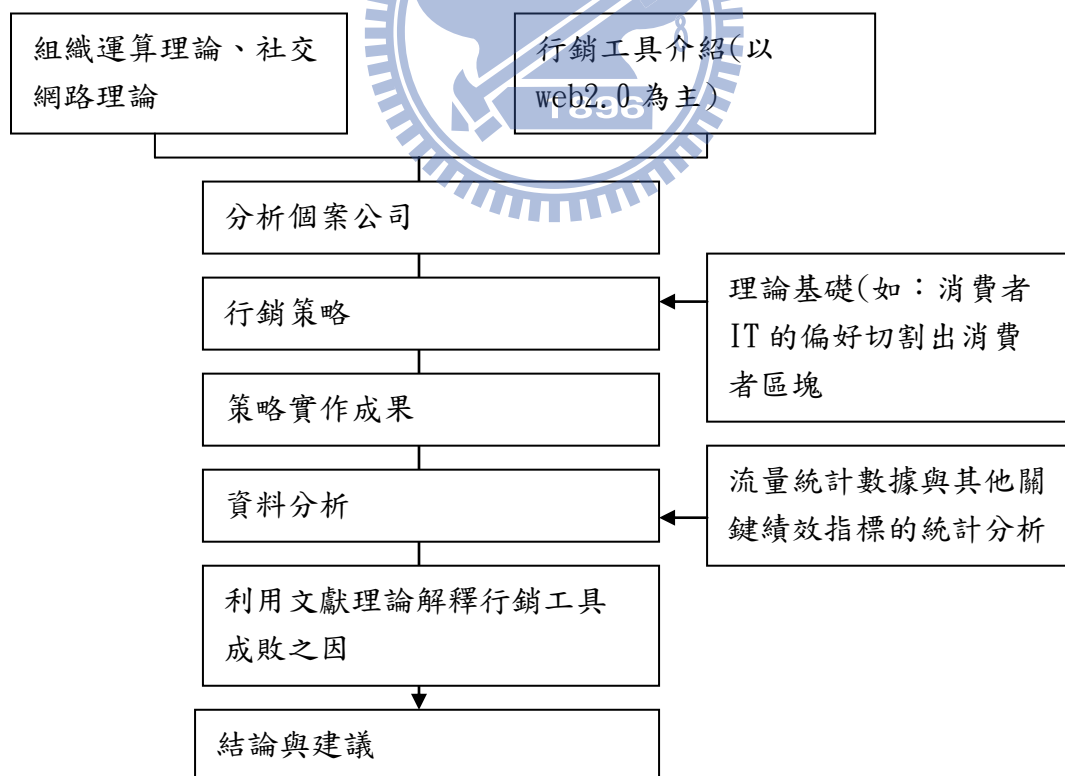 組織運算理論、社交
網路理論
行銷工具介紹(以
web2.0 為主)
1896
分析個案公司
行銷策略
理論基礎(如：消費者
IT 的偏好切割出消費
者區塊
策略實作成果
資料分析
流量統計數據與其他關
鍵績效指標的統計分析
利用文獻理論解釋行銷工具
成敗之因
結論與建議